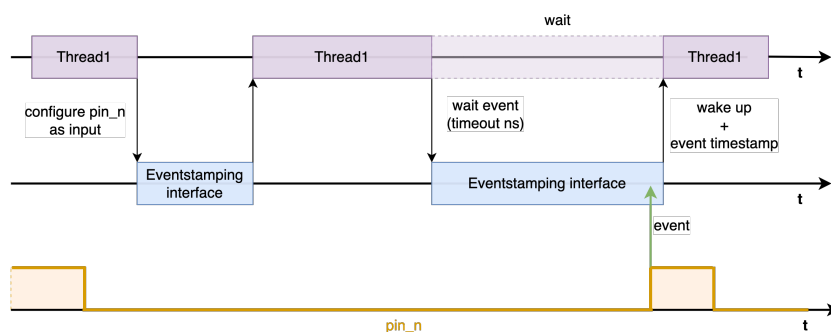 wait
Thread1
Thread1
Thread1
t
configure pin_n
as input
wait event
(timeout ns)
wake up
+
event timestamp
Eventstamping
interface
Eventstamping interface
t
event
pin_n
t